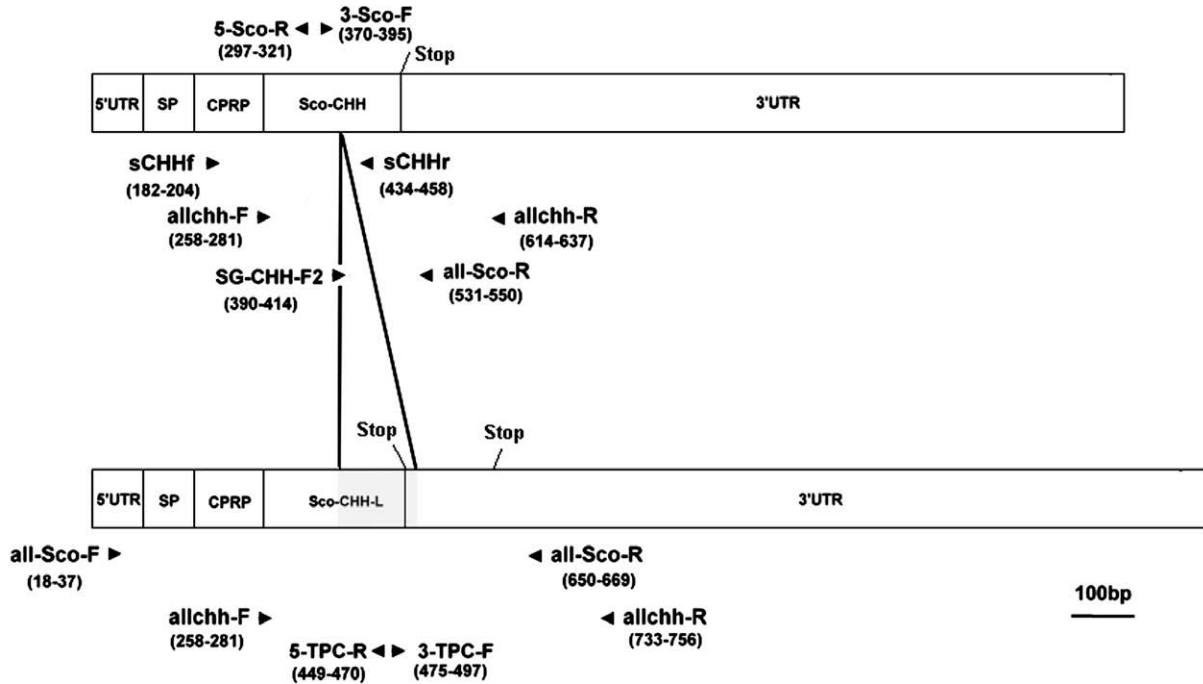 5-Sco-R
3-Sco-F
(297-321)
(370-395)
Stop
5'UTR
SP
CPRP
Sco-CHH
3'UTR
sCHHf
(182-204)
sCHHr
(434-458)
allchh-F
(258-281)
allchh-R
(614-637)
SG-CHH-F2
(390-414)
all-Sco-R
(531-550)
Stop
Stop
5'UTR
SP
CPRP
Sco-CHH-L
3'UTR
all-Sco-F
(18-37)
all-Sco-R
(650-669)
allchh-F
(258-281)
allchh-R
(733-756)
5-TPC-R
(449-470)
3-TPC-F
(475-497)
100bp